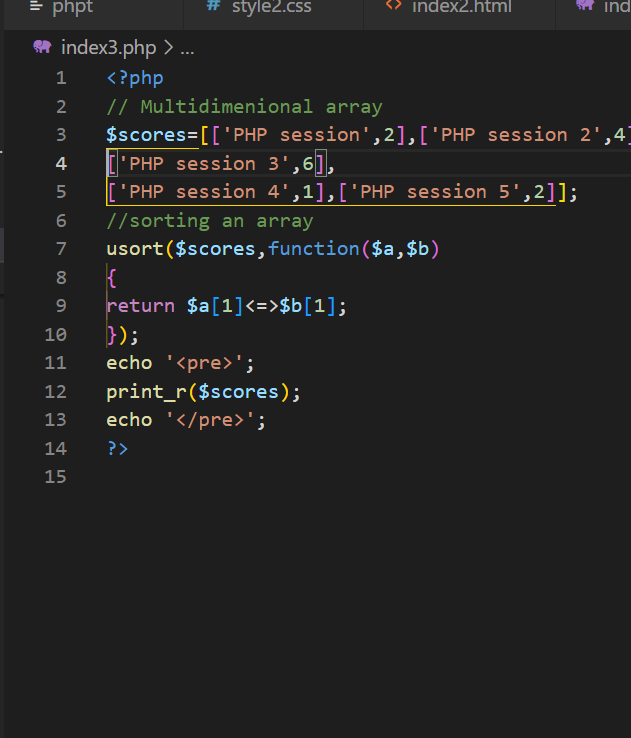 phpt style2.css index2.html ind
index3.php > ...
1 <?php
2 // Multidimenional array
3 $scores=[['PHP session',2],['PHP session 2',4]
4 ['PHP session 3',6],
5 ['PHP session 4',1],['PHP session 5',2]];
6 //sorting an array
7 usort($scores,function($a,$b)
8 {
9 return $a[1]<=>$b[1];
10 });
11 echo '<pre>';
12 print_r($scores);
13 echo '</pre>';
14 ?>
15